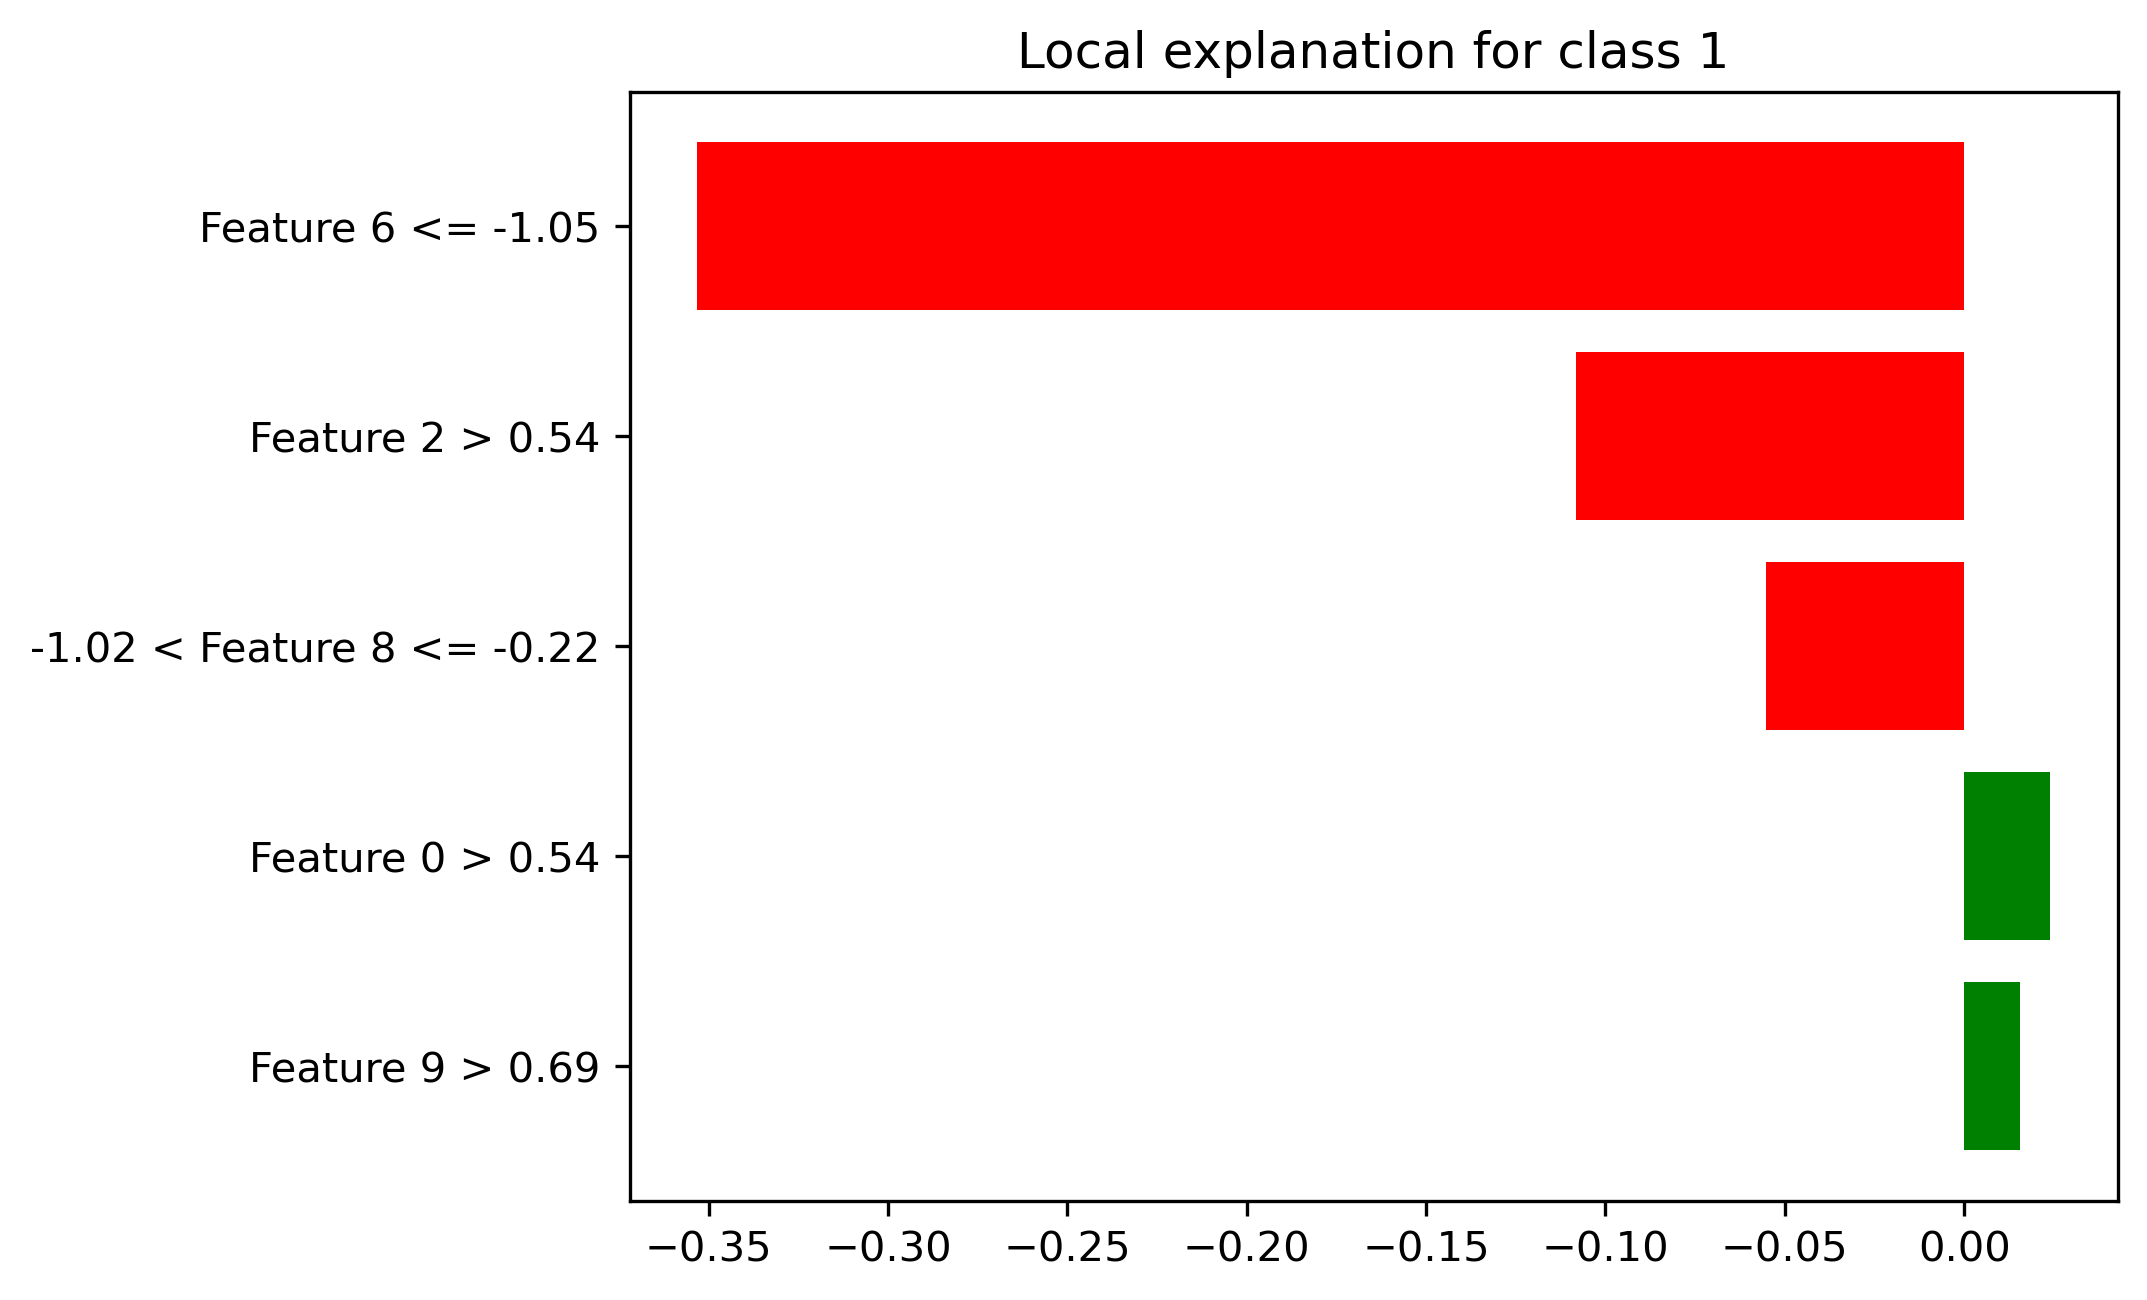 Local explanation for class 1
Feature 6 <= -1.05
Feature 2 > 0.54
-1.02 < Feature 8 <= -0.22
Feature 0 > 0.54
Feature 9 > 0.69
−0.35 −0.30 −0.25 −0.20 −0.15 −0.10 −0.05 0.00